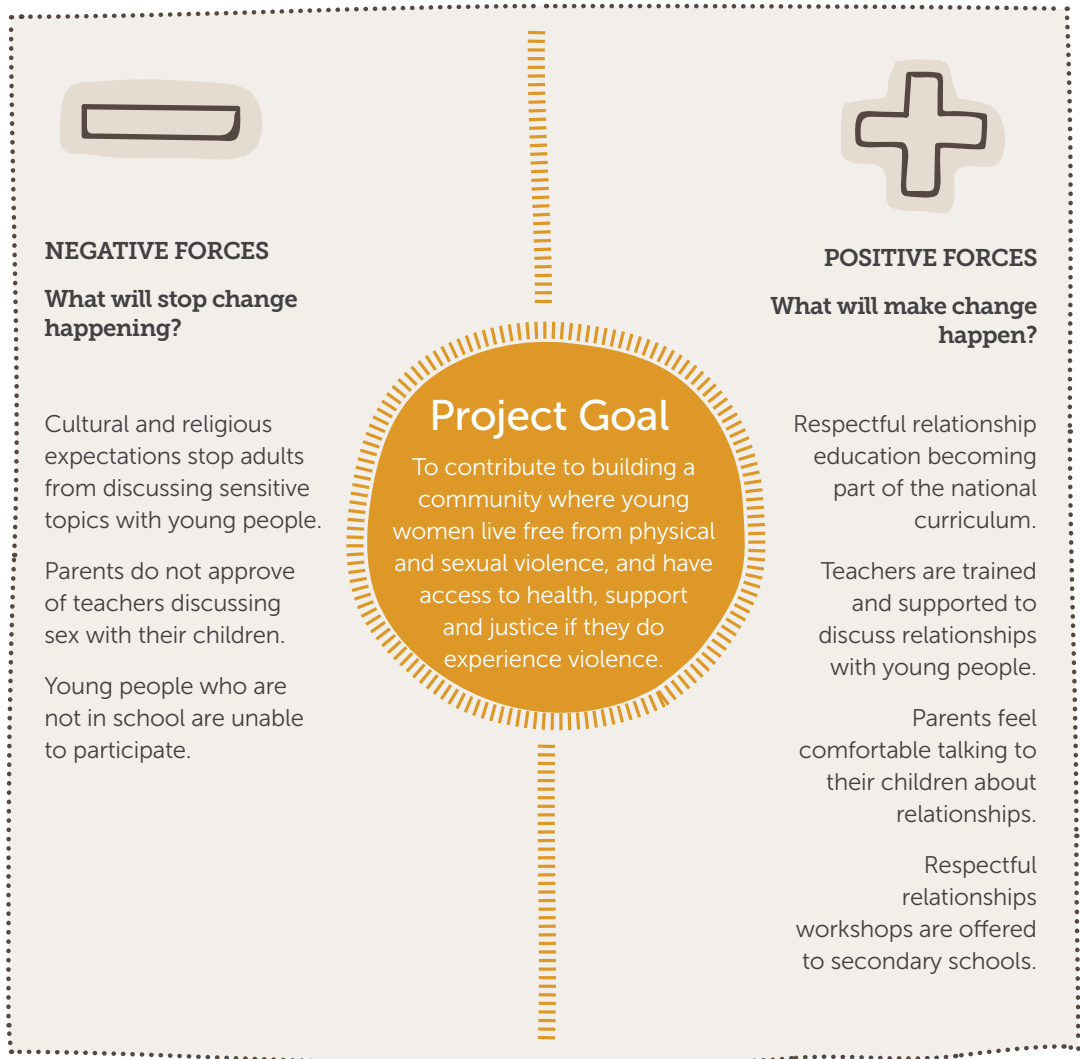 NEGATIVE FORCES
What will stop change
happening?
Cultural and religious
expectations stop adults
from discussing sensitive
topics with young people.
Parents do not approve
of teachers discussing
sex with their children.
Young people who are
not in school are unable
to participate.
Project Goal
To contribute to building a
community where young
women live free from physical
and sexual violence, and have
access to health, support
and justice if they do
experience violence.
POSITIVE FORCES
What will make change
happen?
Respectful relationship
education becoming
part of the national
curriculum.
Teachers are trained
and supported to
discuss relationships
with young people.
Parents feel
comfortable talking to
their children about
relationships.
Respectful
relationships
workshops are offered
to secondary schools.